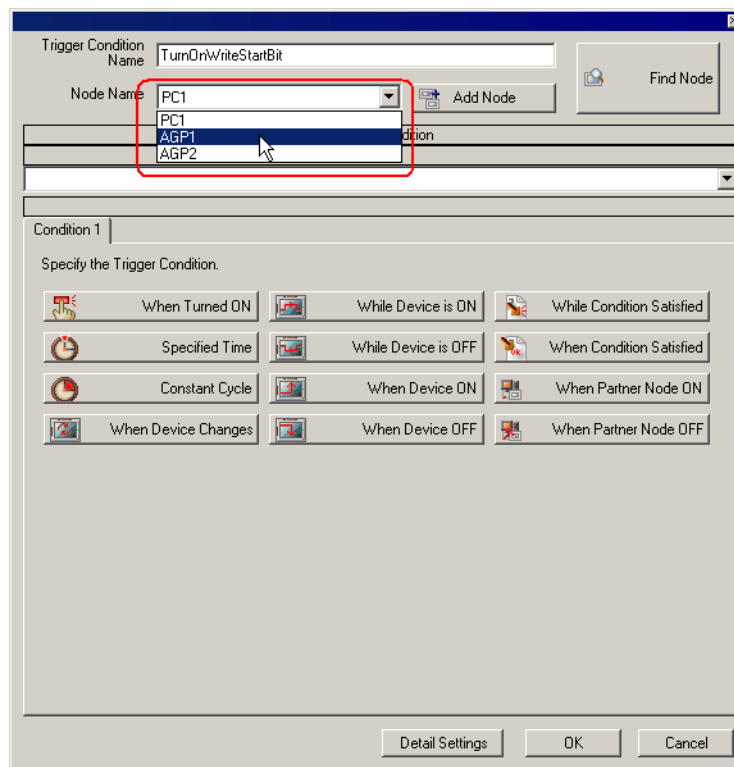 Trigger Condition
Name
TurnOnWriteStartBit
Find Node
Node Name
PC1
Add Node
PC1
AGP1
AGP2
dition
Condition 1
Specify the Trigger Condition.
When Turned ON
While Device is ON
While Condition Satisfied
Specified Time
While Device is OFF
When Condition Satisfied
Constant Cycle
When Device ON
When Partner Node ON
When Device Changes
When Device OFF
When Partner Node OFF
Detail Settings
OK
Cancel